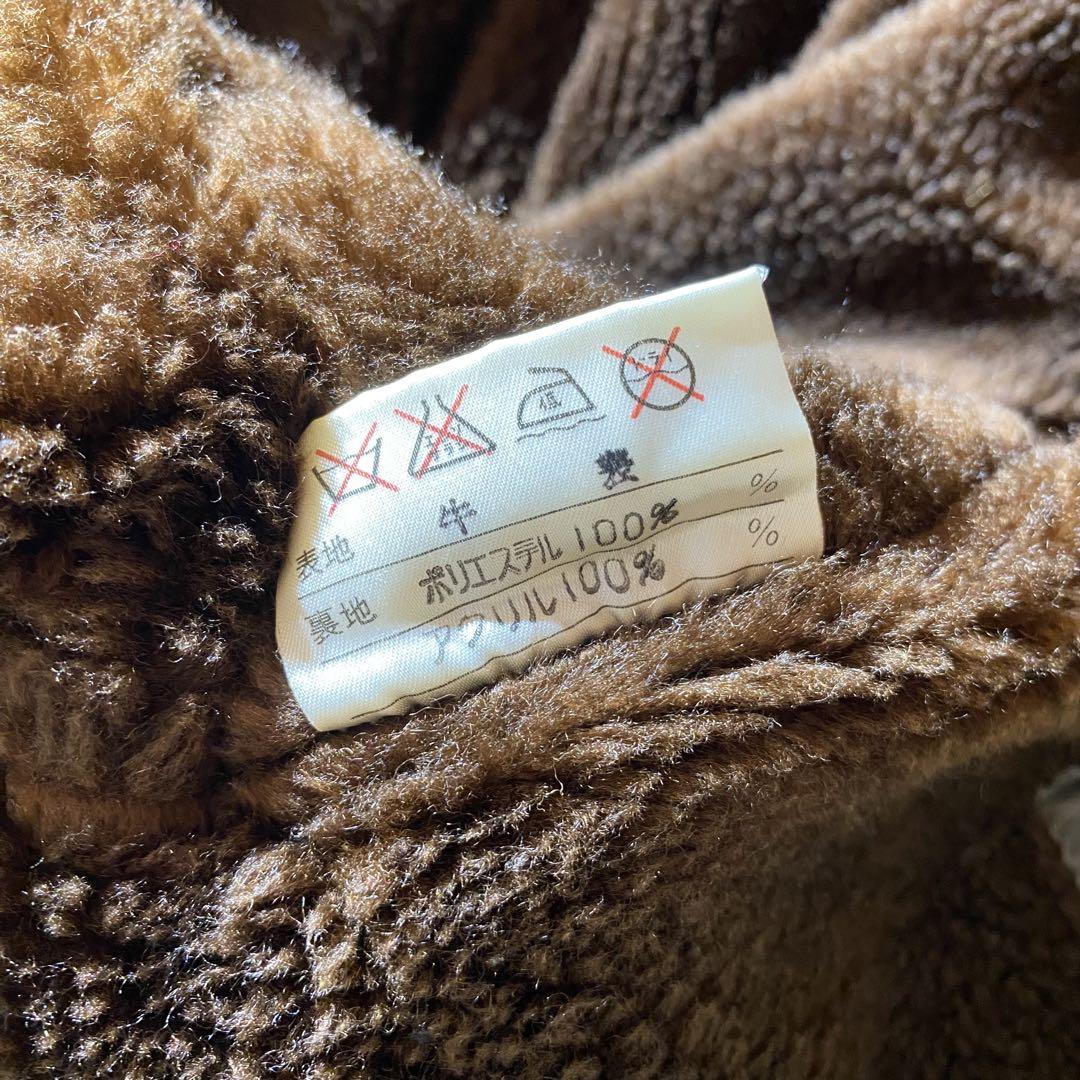 低
表地 牛 %
裏地 ポリエステル100% %
アクリル100%